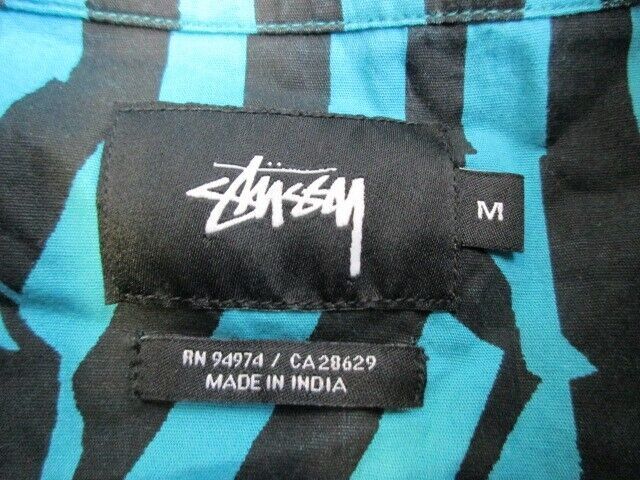 Stüssy
M
RN 94974 / CA28629
MADE IN INDIA